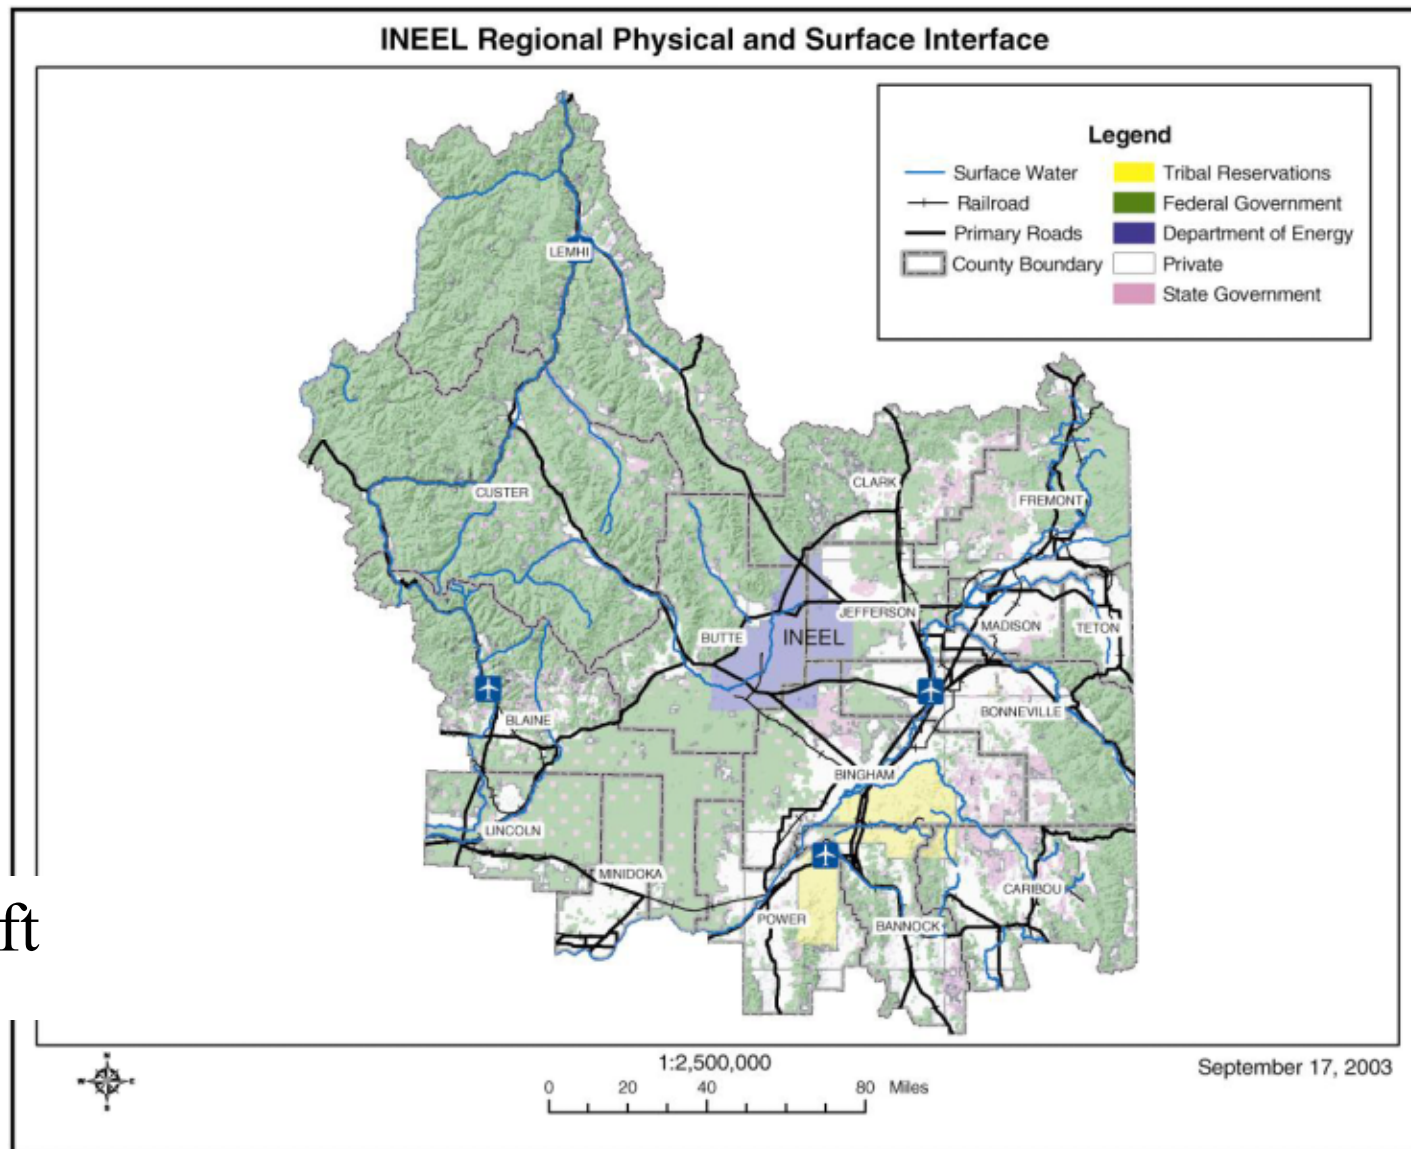 INEEL Regional Physical and Surface Interface
Legend
Surface Water
Railroad
Primary Roads
County Boundary
Tribal Reservations
Federal Government
Department of Energy
Private
State Government
LEMHI
CUSTER
CLARK
FREMONT
JEFFERSON
BUTTE
INEEL
MADISON
TETON
BLAINE
BONNEVILLE
BINGHAM
LINCOLN
MINIDOKA
CARIBOU
POWER
BANNOCK
ft
N
W E
S
1:2,500,000
0 20 40 80 Miles
September 17, 2003